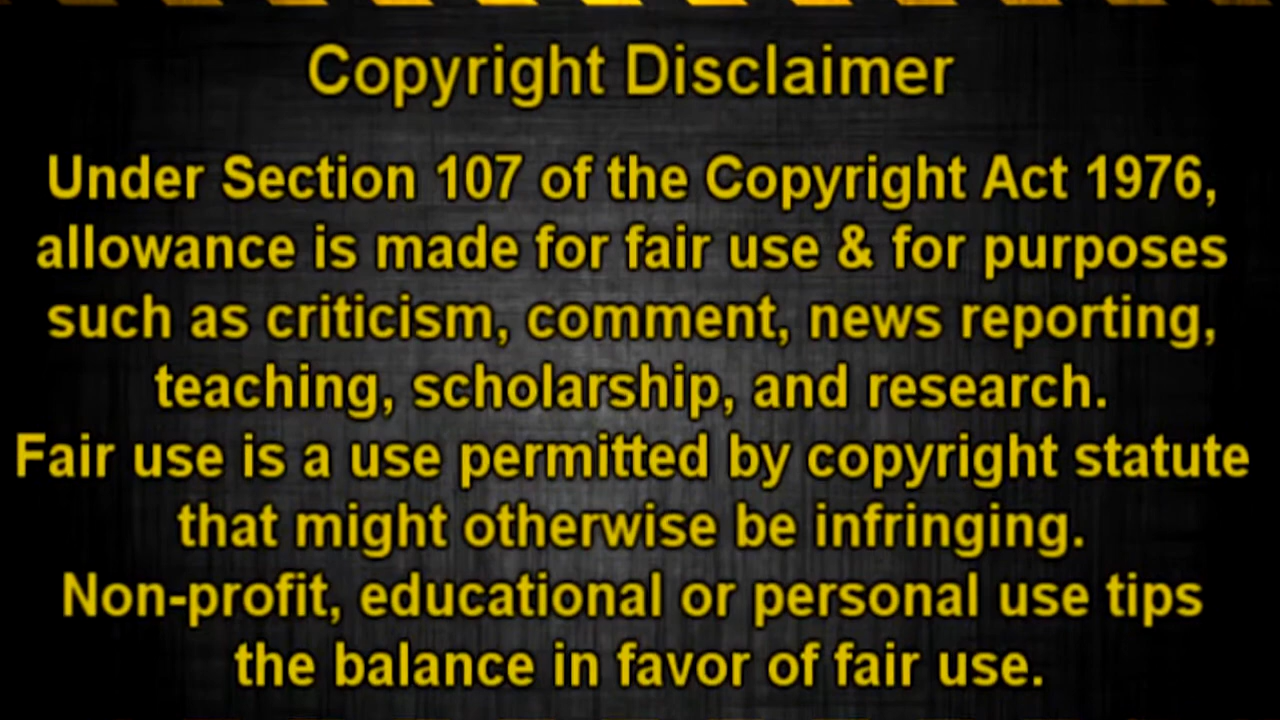 Copyright Disclaimer
Under Section 107 of the Copyright Act 1976,
allowance is made for fair use & for purposes
such as criticism, comment, news reporting,
teaching, scholarship, and research.
Fair use is a use permitted by copyright statute
that might otherwise be infringing.
Non-profit, educational or personal use tips
the balance in favor of fair use.